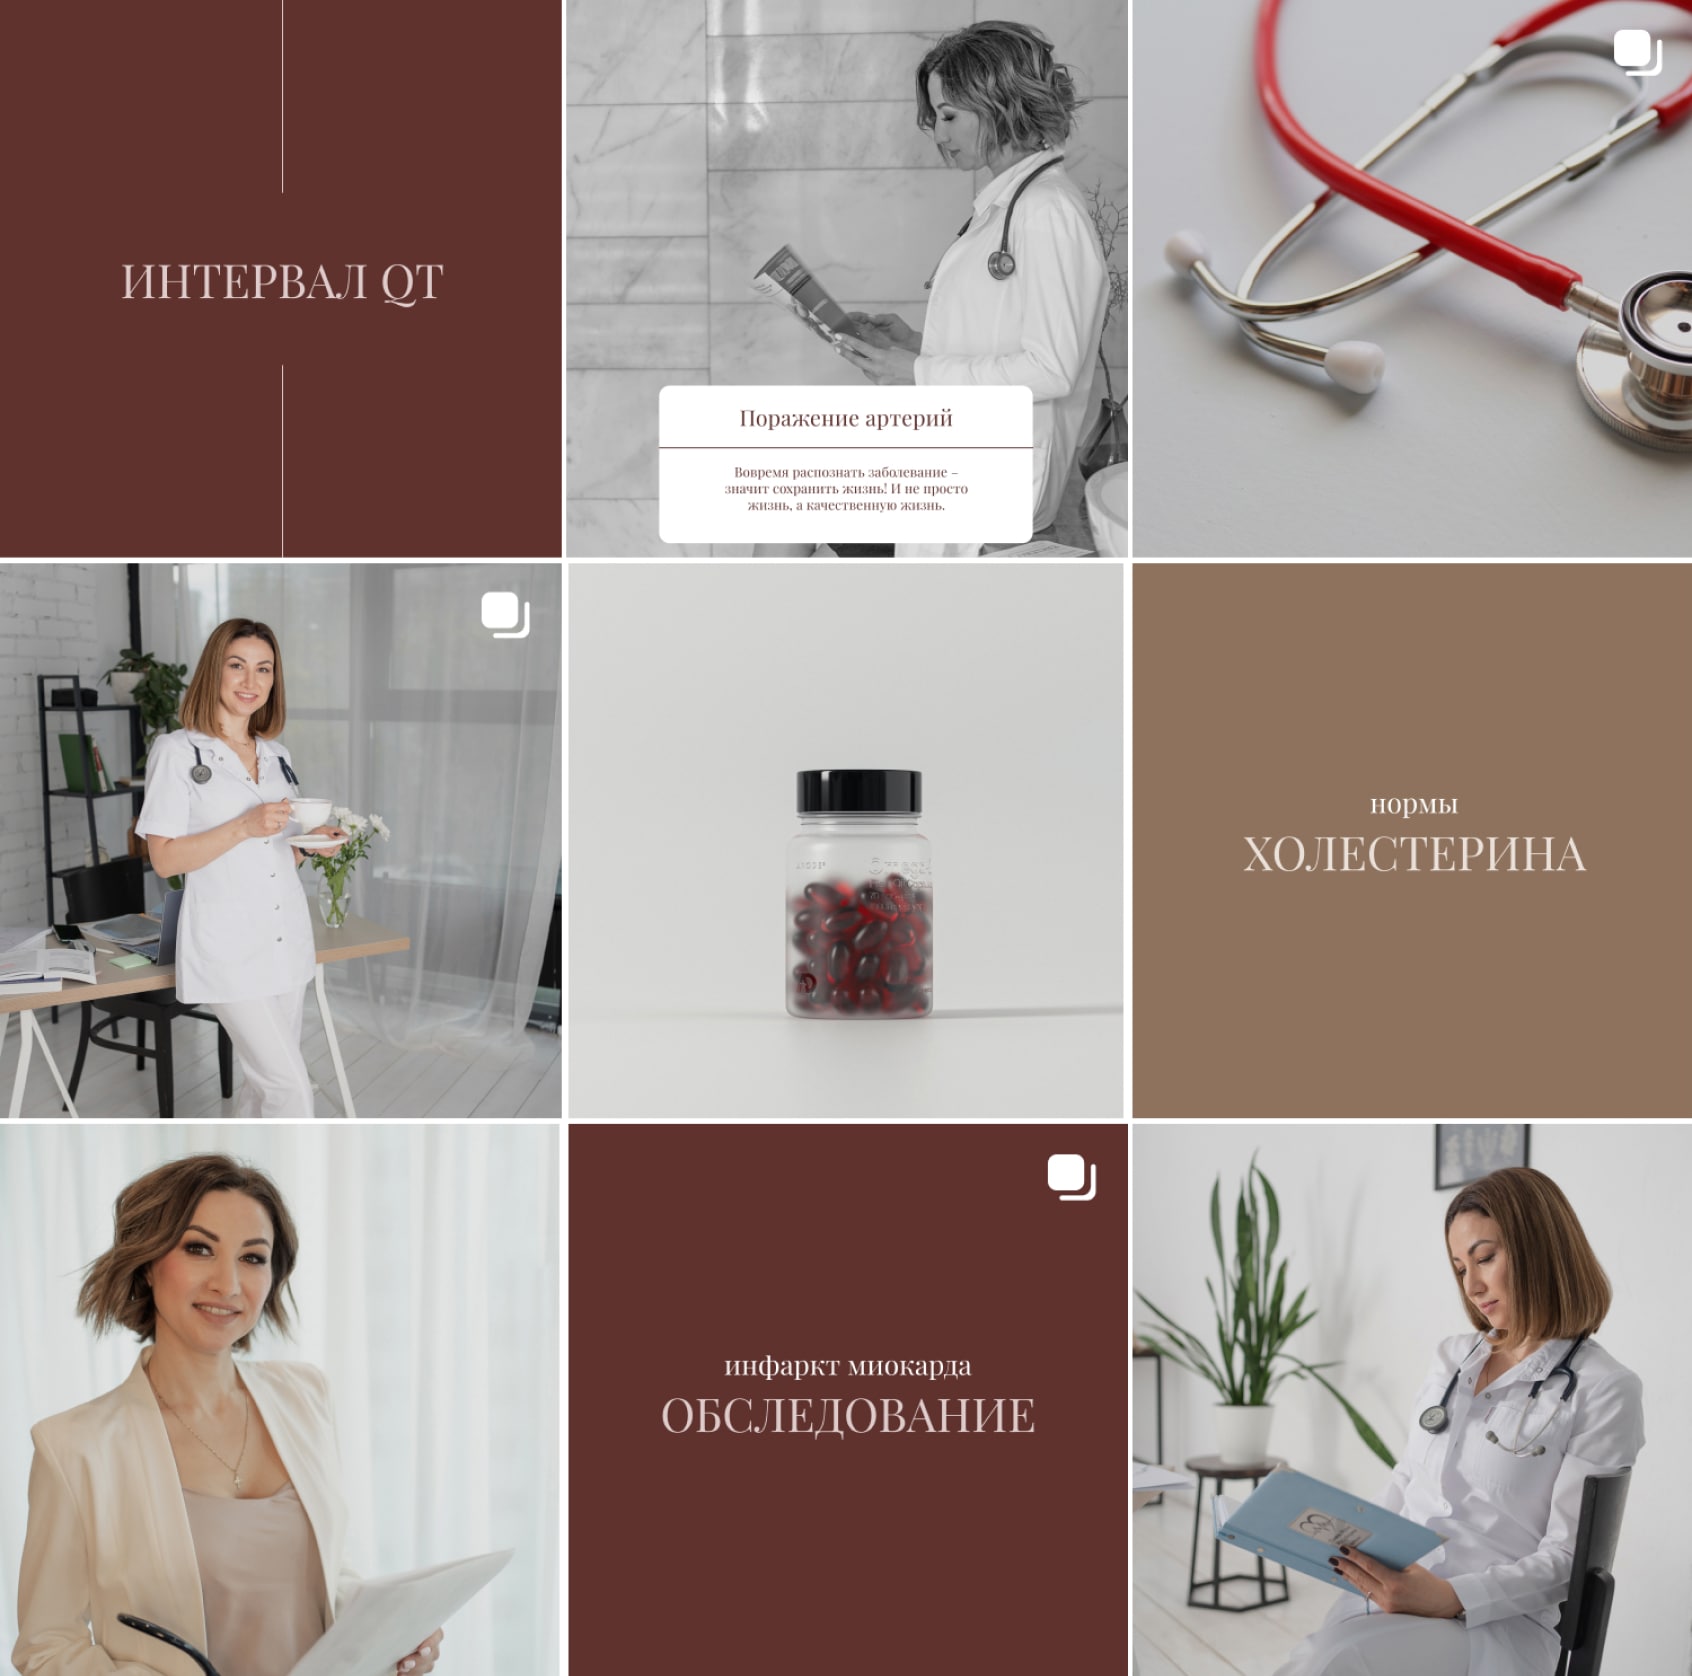 ИНТЕРВАЛ QT
Поражение артерий
Вовремя распознать заболевание –
значит сохранить жизнь! И не просто
жизнь, а качественную жизнь.
нормы
ХОЛЕСТЕРИНА
инфаркт миокарда
ОБСЛЕДОВАНИЕ